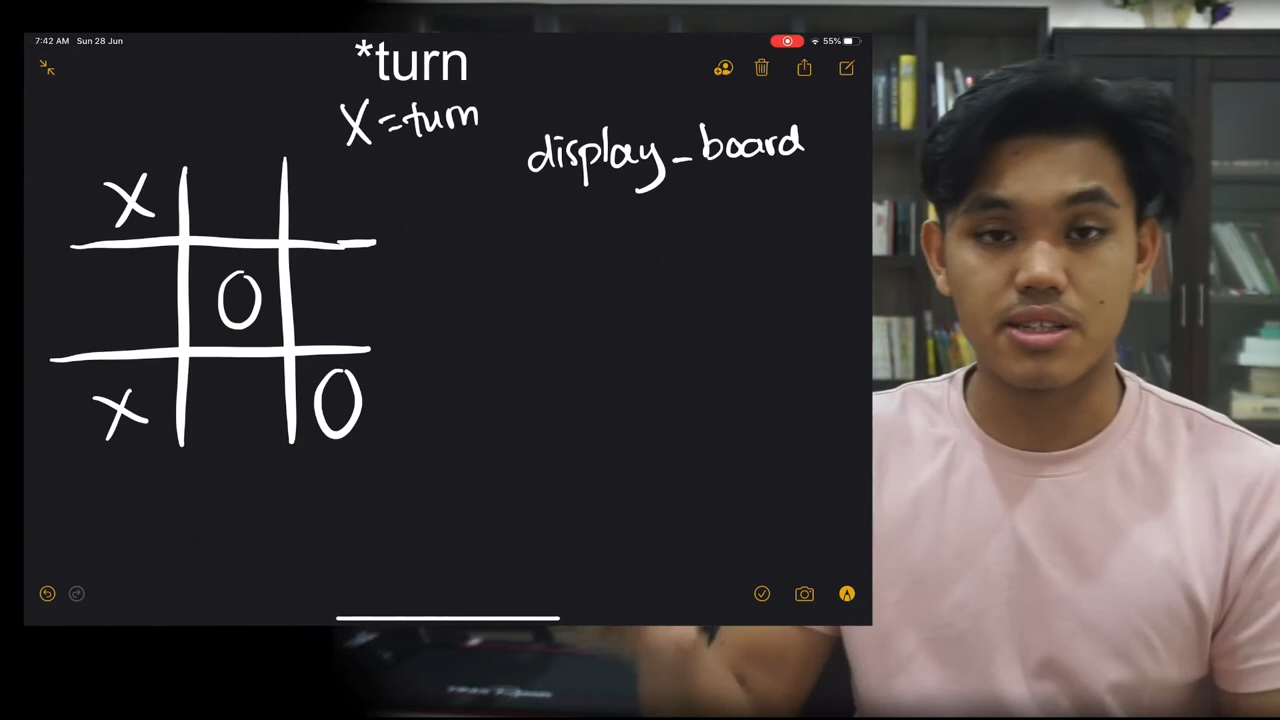 7:42 AM Sun 28 Jun
55%
*turn
X=turn
display_board
X
O
X O